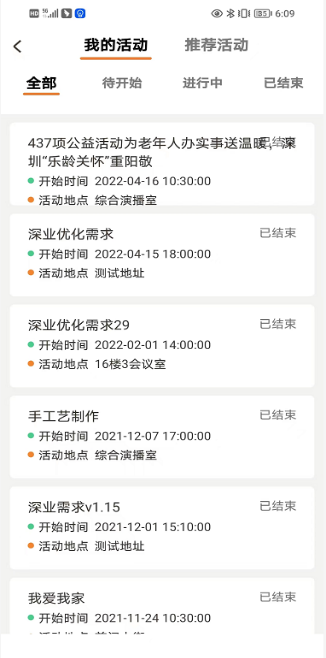 HD 5G 85 6:09
我的活动 推荐活动
全部 待开始 进行中 已结束
437项公益活动为老年人办实事送温暖，深 已结束
圳“乐龄关怀”重阳敬
开始时间 2022-04-16 10:30:00
活动地点 综合演播室
深业优化需求 已结束
开始时间 2022-04-15 18:00:00
活动地点 测试地址
深业优化需求29 已结束
开始时间 2022-02-01 14:00:00
活动地点 16楼3会议室
手工艺制作 已结束
开始时间 2021-12-07 17:00:00
活动地点 综合演播室
深业需求v1.15 已结束
开始时间 2021-12-01 15:10:00
活动地点 测试地址
我爱我家 已结束
开始时间 2021-11-24 10:30:00